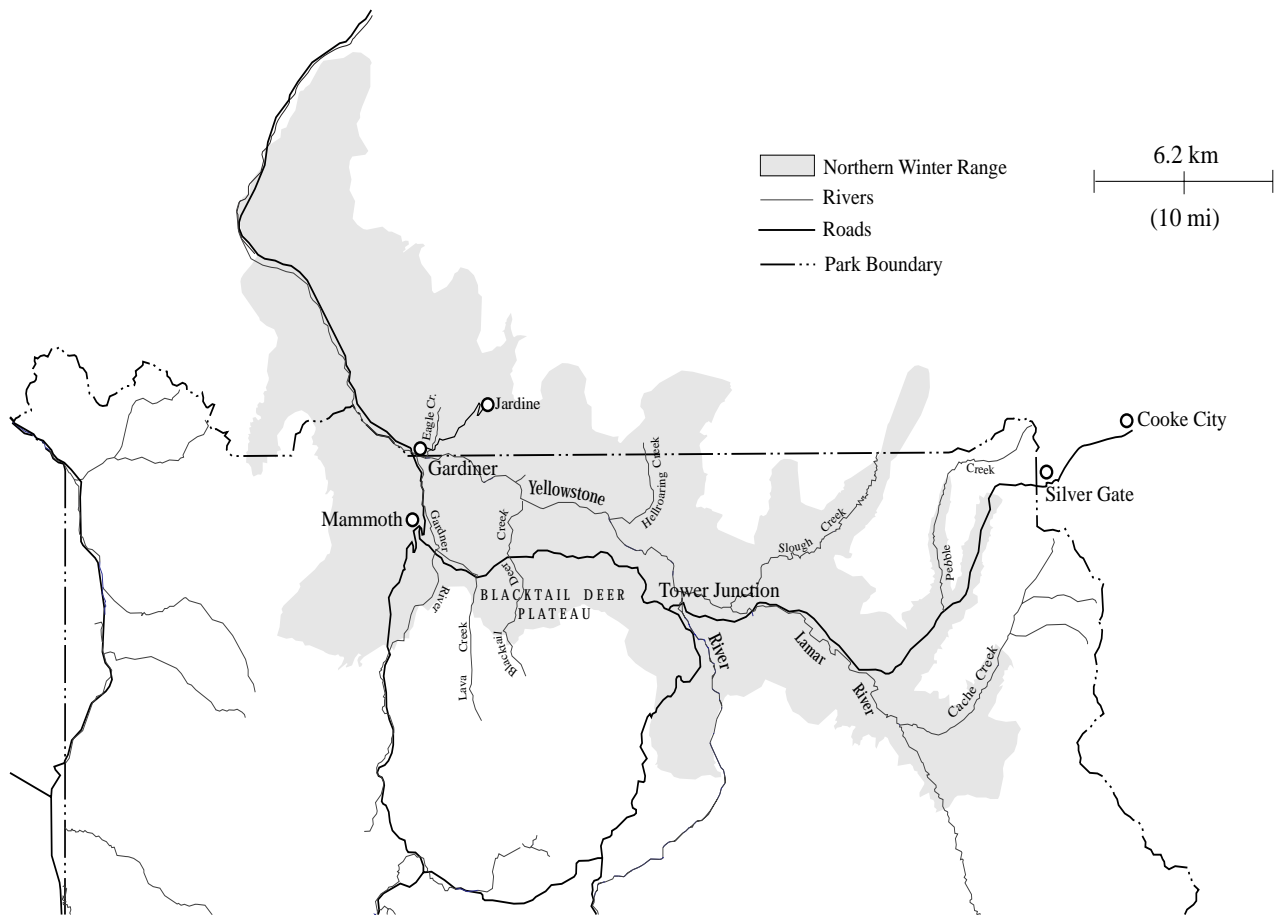 6.2 km
(10 mi)
Northern Winter Range
Rivers
Roads
Park Boundary
Eagle Cr.
Jardine
Cooke City
Gardiner
Creek
Silver Gate
Yellowstone
Hellroaring Creek
Mammoth
Gardner
River
Slough Creek
Pebble
Blacktail Deer Creek
BLACKTAIL DEER
PLATEAU
Tower Junction
River
Lamar
River
Lava Creek
Cache Creek